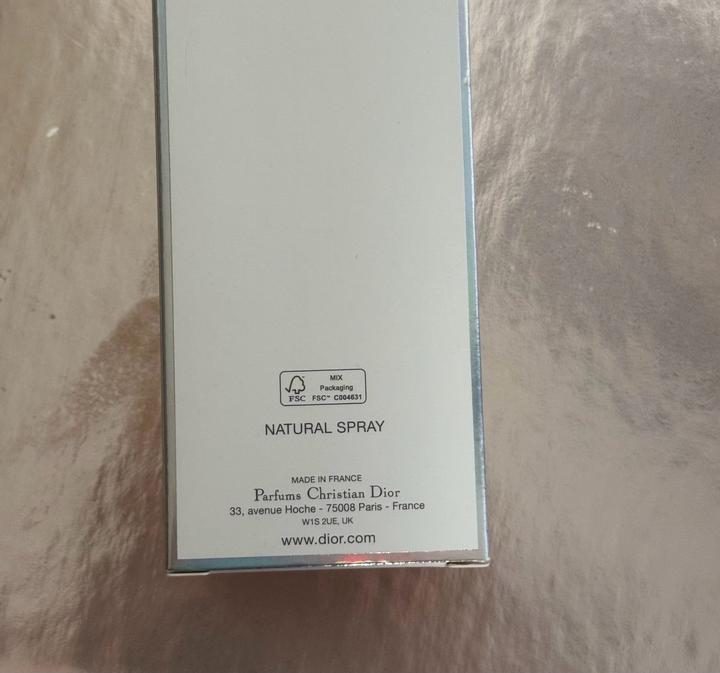 MIX
Packaging
FSC FSC™ C004631
NATURAL SPRAY
MADE IN FRANCE
Parfums Christian Dior
33, avenue Hoche - 75008 Paris - France
W1S 2UE, UK
www.dior.com